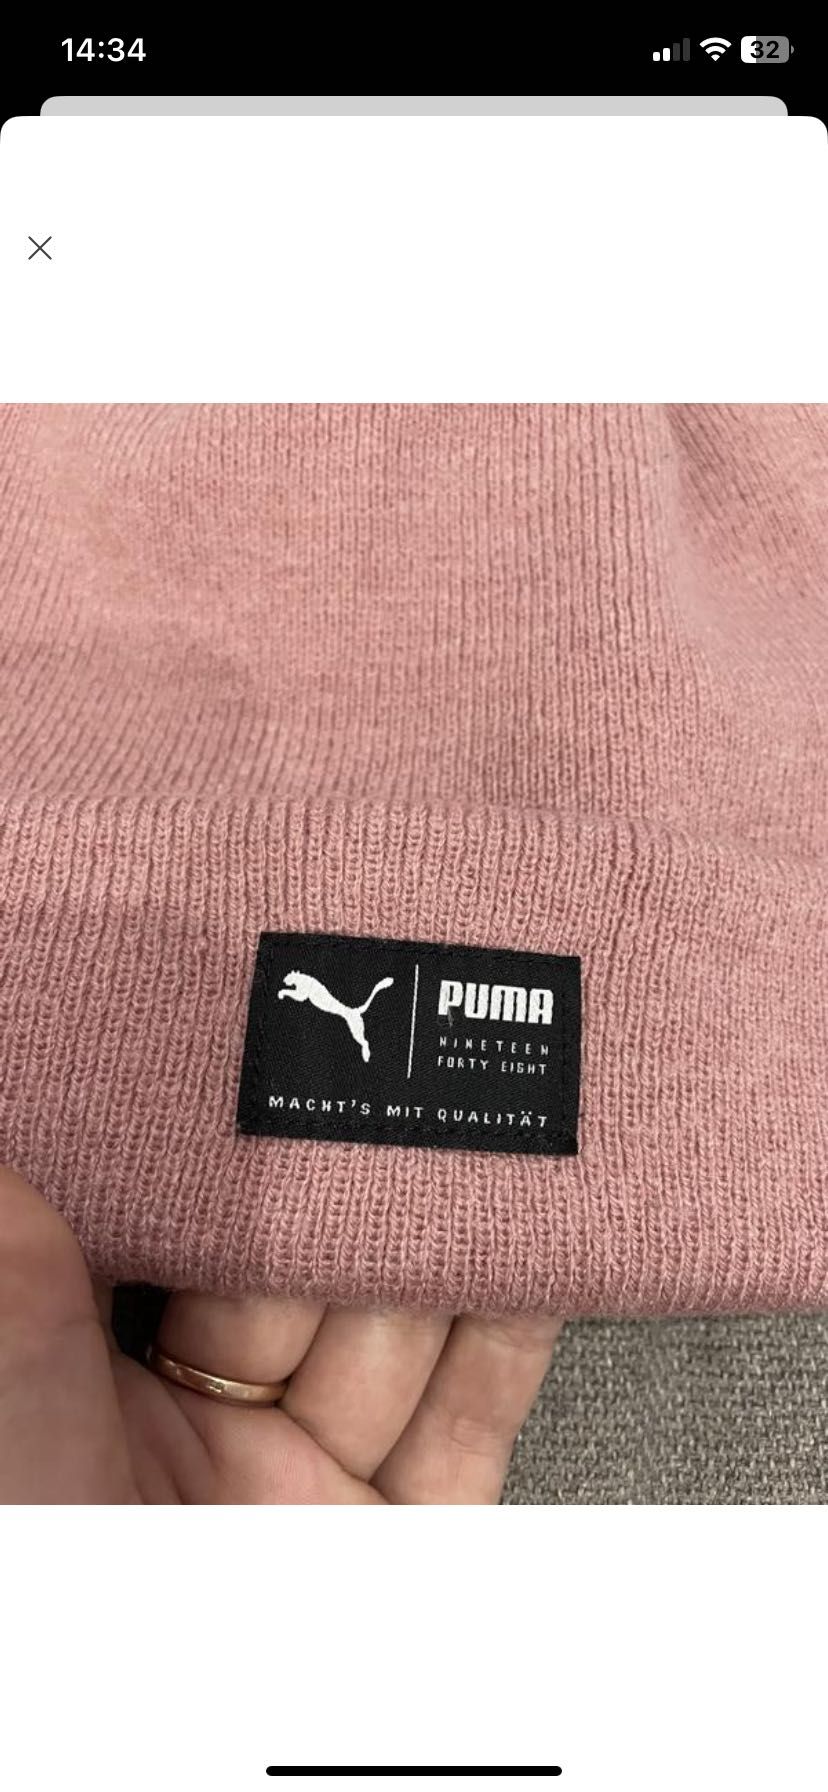 14:34
32
PUMA
NINETEEN
FORTY EIGHT
MACHT'S MIT QUALITÄT